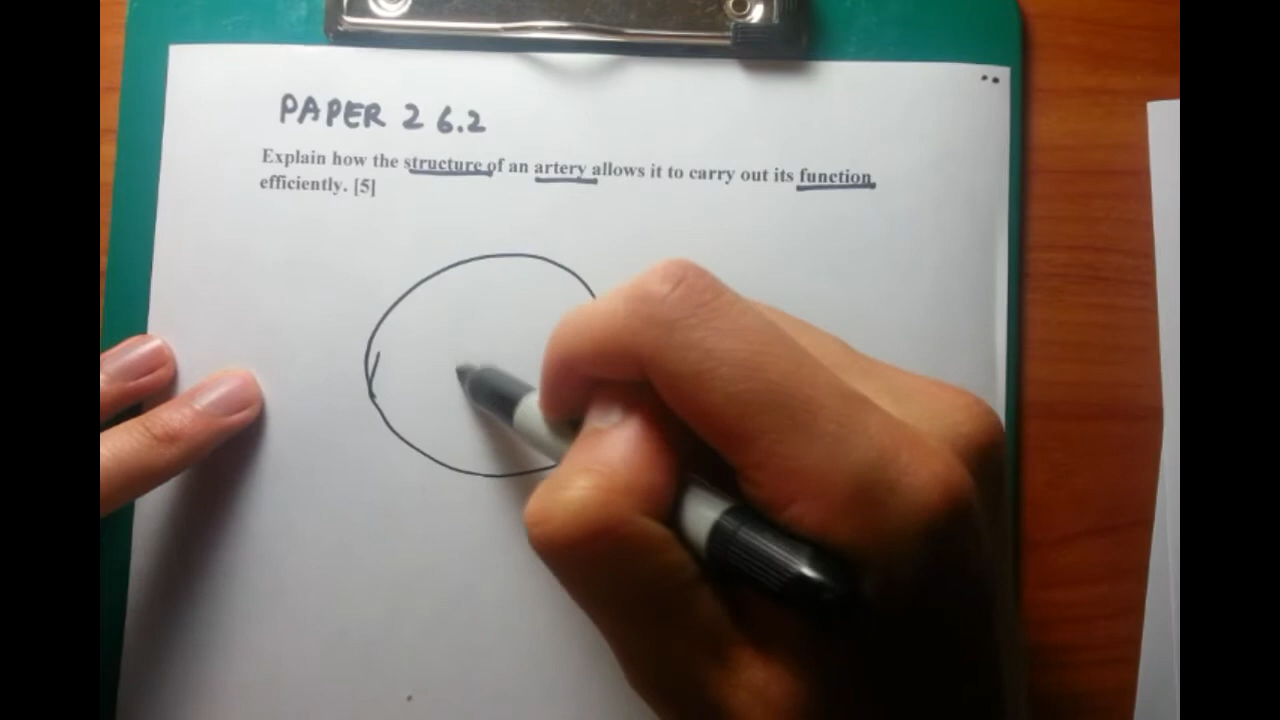 PAPER 2 6.2
Explain how the structure of an artery allows it to carry out its function
efficiently. [5]